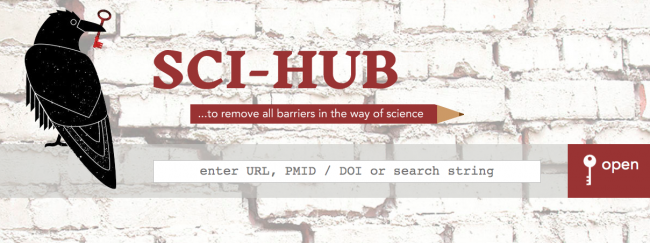 SCI-HUB
...to remove all barriers in the way of science
enter URL, PMID / DOI or search string
open